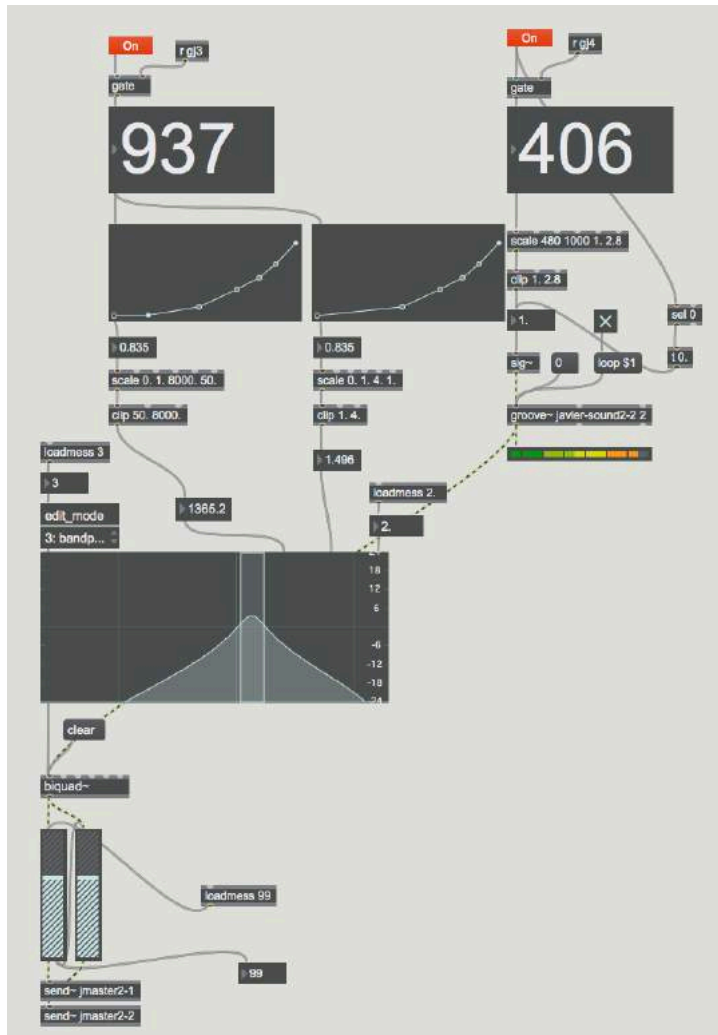 On
r gj3
gate
937
On
r gj4
gate
406
scale 480 1000 1. 2.8
clip 1. 2.8
1.
sel 0
t 0.
sig~
0
loop $1
groove~ javier-sound2-2 2
0.835
0.835
scale 0. 1. 8000. 50.
scale 0. 1. 4. 1.
clip 50. 8000.
clip 1. 4.
loadmess 3
3
1.496
loadmess 2.
1365.2
2.
edit_mode
3: bandp...
24
18
12
6
-6
-12
-18
-24
clear
biquad~
loadmess 99
99
send~ jmaster2-1
send~ jmaster2-2